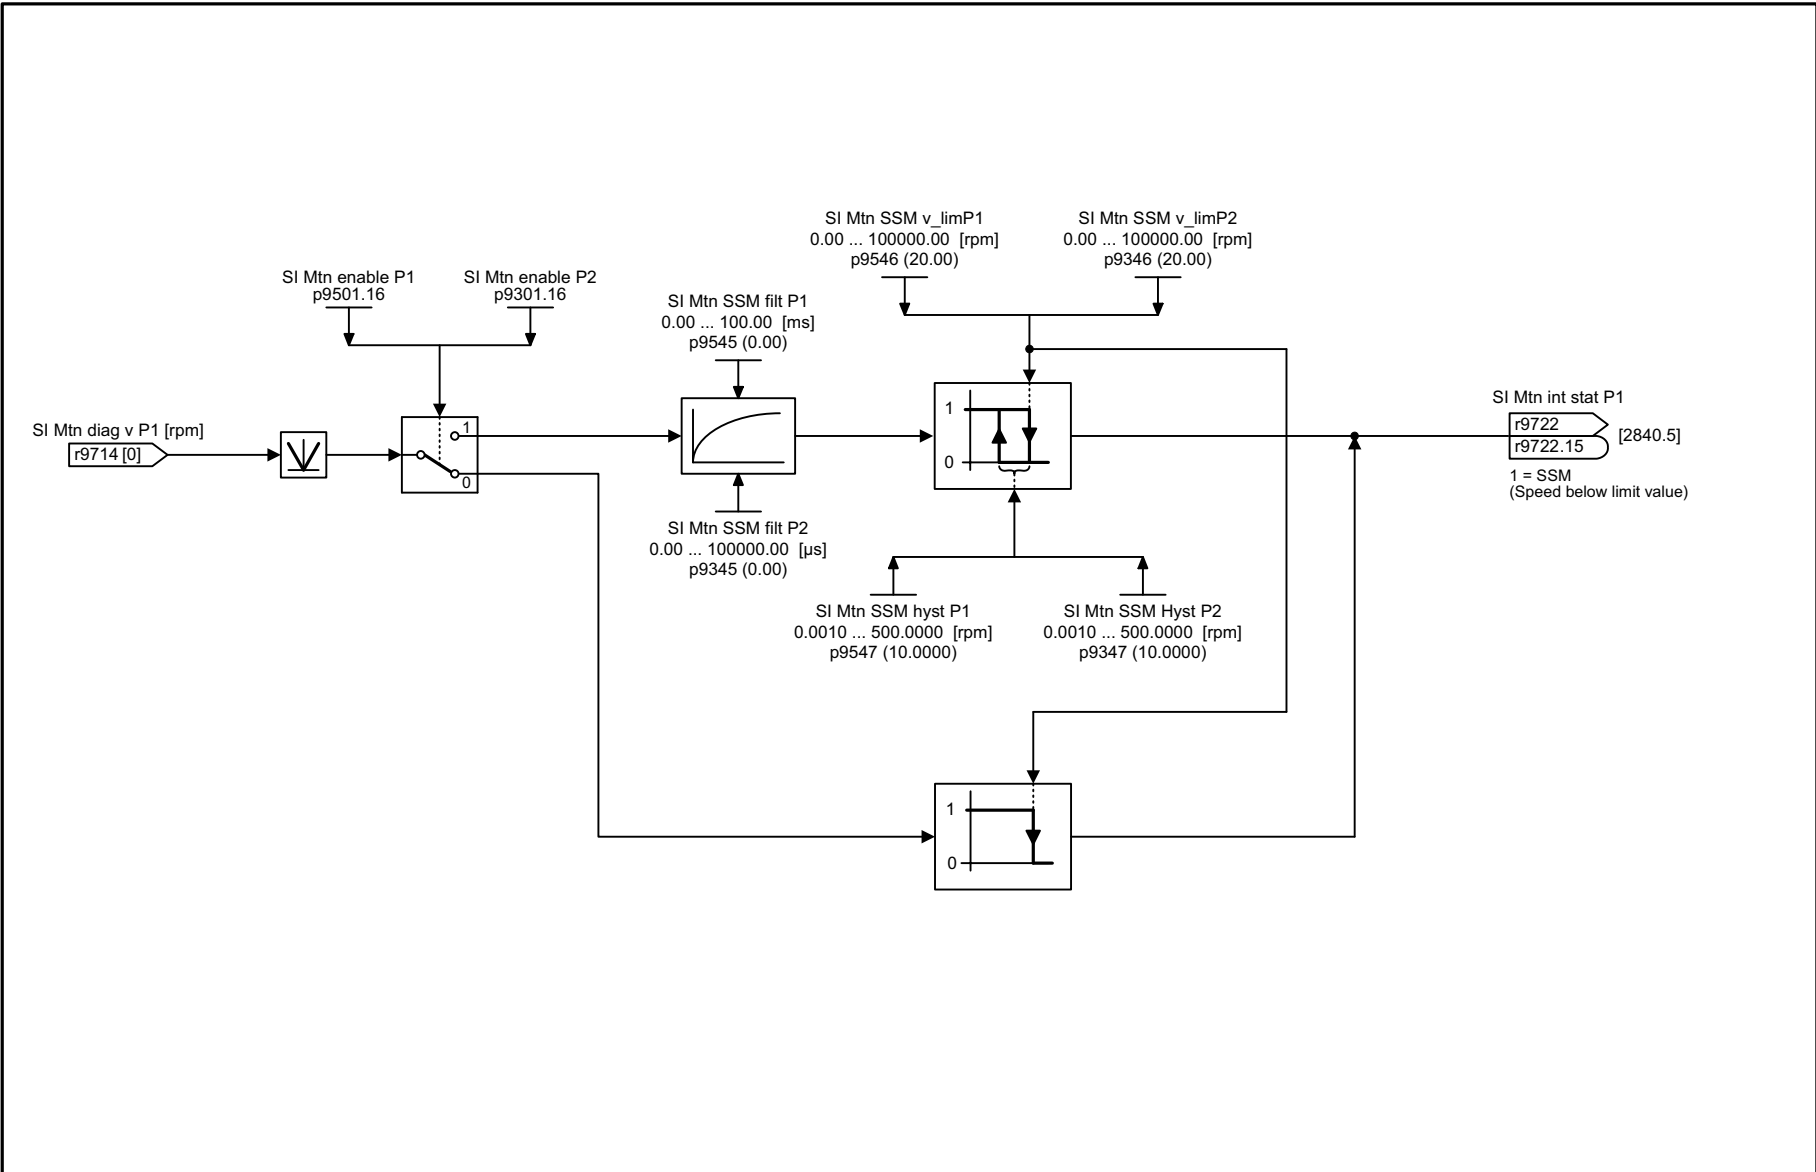 SI Mtn SSM v_limP1
0.00 ... 100000.00 [rpm]
p9546 (20.00)
SI Mtn SSM v_limP2
0.00 ... 100000.00 [rpm]
p9346 (20.00)
SI Mtn enable P1
p9501.16
SI Mtn enable P2
p9301.16
SI Mtn SSM filt P1
0.00 ... 100.00 [ms]
p9545 (0.00)
SI Mtn diag v P1 [rpm]
r9714 [0]
1
0
1
0
SI Mtn int stat P1
r9722
r9722.15
[2840.5]
1 = SSM
(Speed below limit value)
SI Mtn SSM filt P2
0.00 ... 100000.00 [µs]
p9345 (0.00)
SI Mtn SSM hyst P1
0.0010 ... 500.0000 [rpm]
p9547 (10.0000)
SI Mtn SSM Hyst P2
0.0010 ... 500.0000 [rpm]
p9347 (10.0000)
1
0